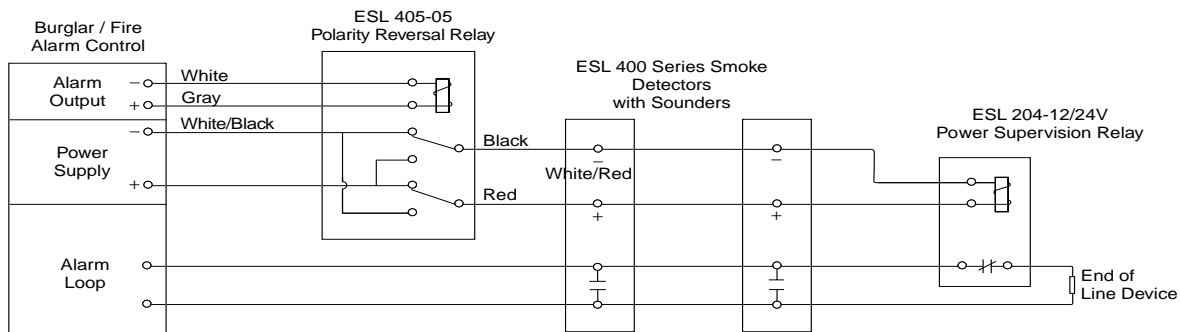 ESL 405-05
Polarity Reversal Relay
Burglar / Fire
Alarm Control
ESL 400 Series Smoke
Detectors
with Sounders
ESL 204-12/24V
Power Supervision Relay
Alarm
Output
− White
+ Gray
Power
Supply
− White/Black
+
Black
Red
White/Red
−
+
−
+
Alarm
Loop
End of
Line Device